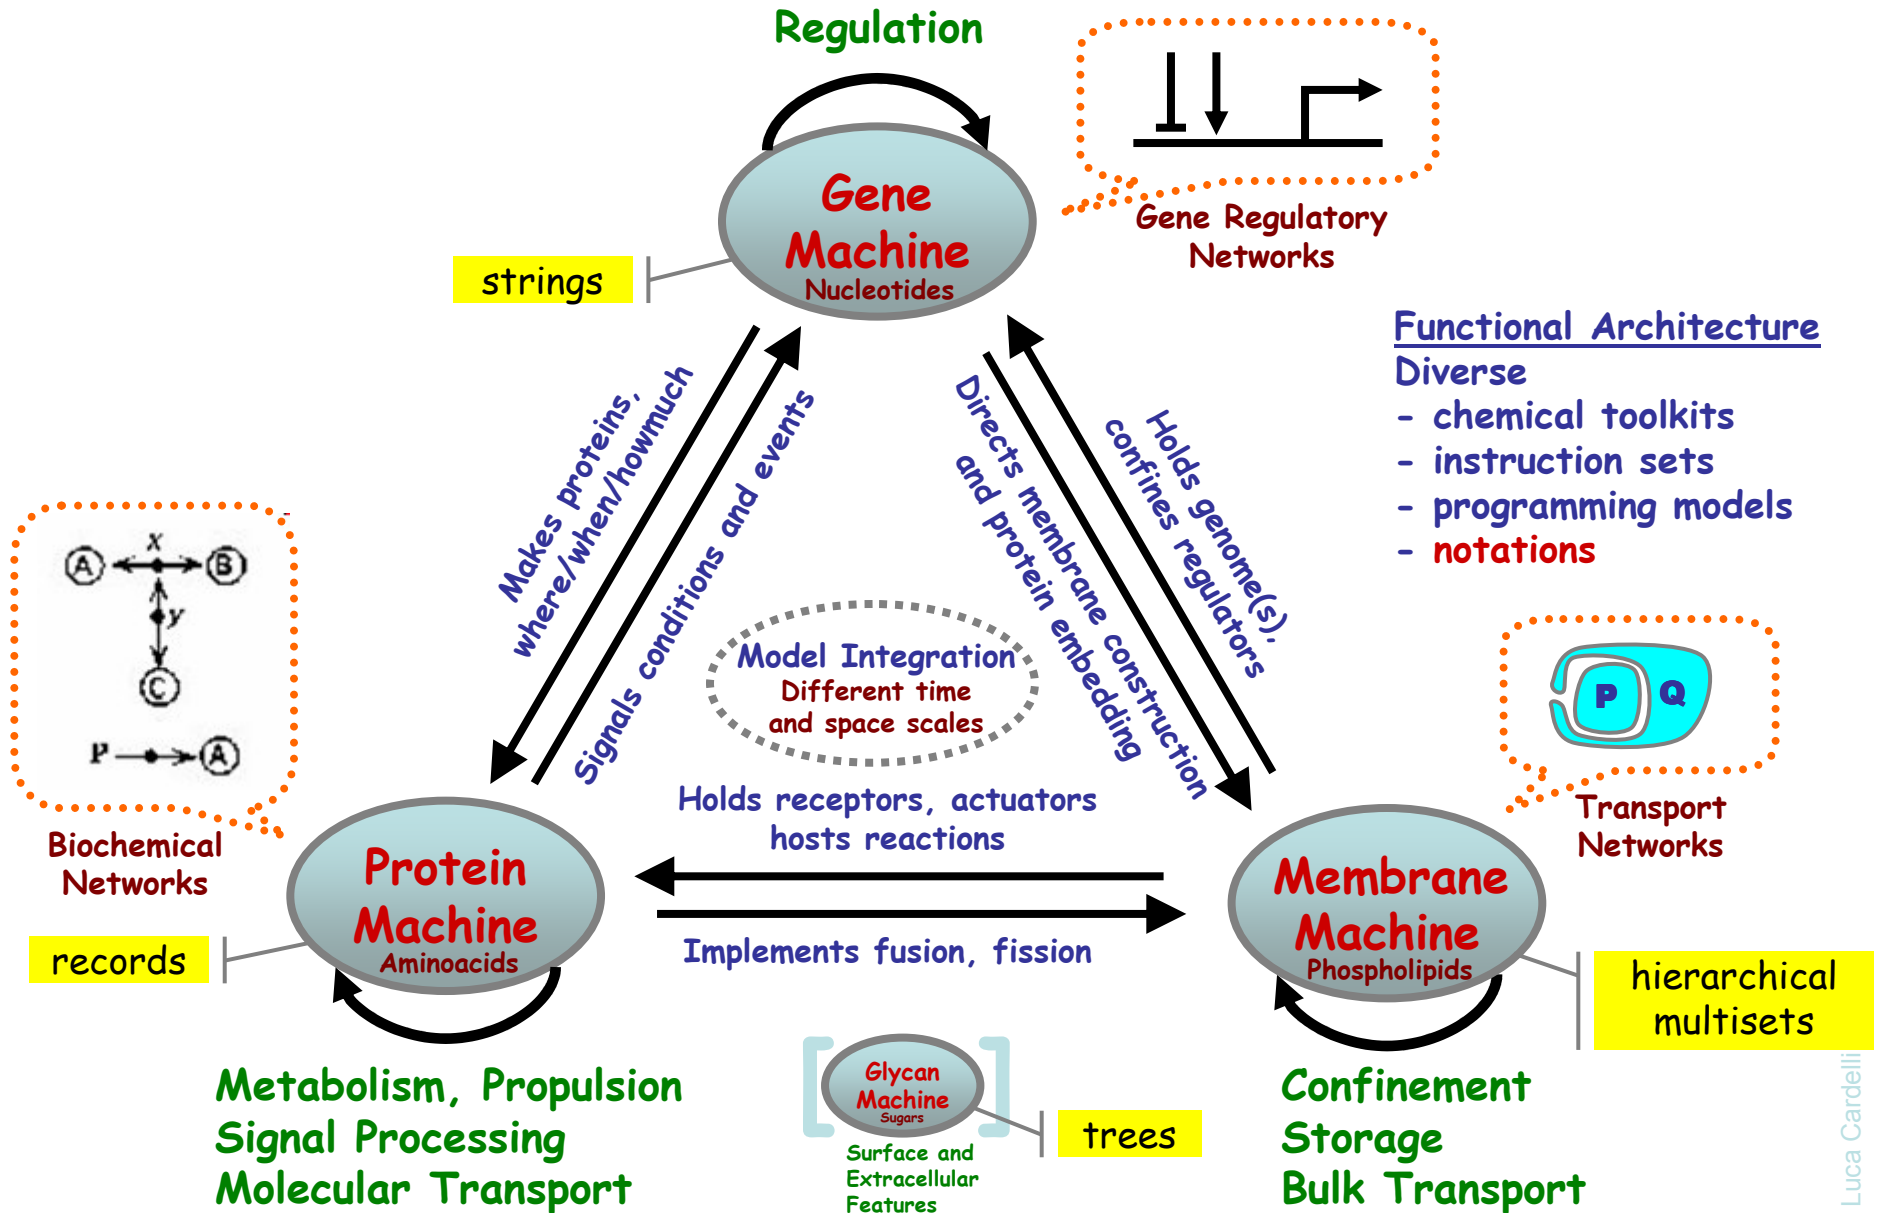 Regulation
Gene
Machine
Nucleotides
strings
Gene Regulatory
Networks
Functional Architecture
Diverse
- chemical toolkits
- instruction sets
- programming models
- notations
Makes proteins,
where/when/howmuch
Signals conditions and events
Directs membrane construction
and protein embedding
Holds genome(s),
confines regulators
A
x
B
y
C
P
A
Biochemical
Networks
Model Integration
Different time
and space scales
P Q
Transport
Networks
Holds receptors, actuators
hosts reactions
Protein
Machine
Aminoacids
records
Implements fusion, fission
Membrane
Machine
Phospholipids
hierarchical
multisets
Metabolism, Propulsion
Signal Processing
Molecular Transport
Glycan
Machine
Sugars
trees
Surface and
Extracellular
Features
Confinement
Storage
Bulk Transport
Luca Cardelli